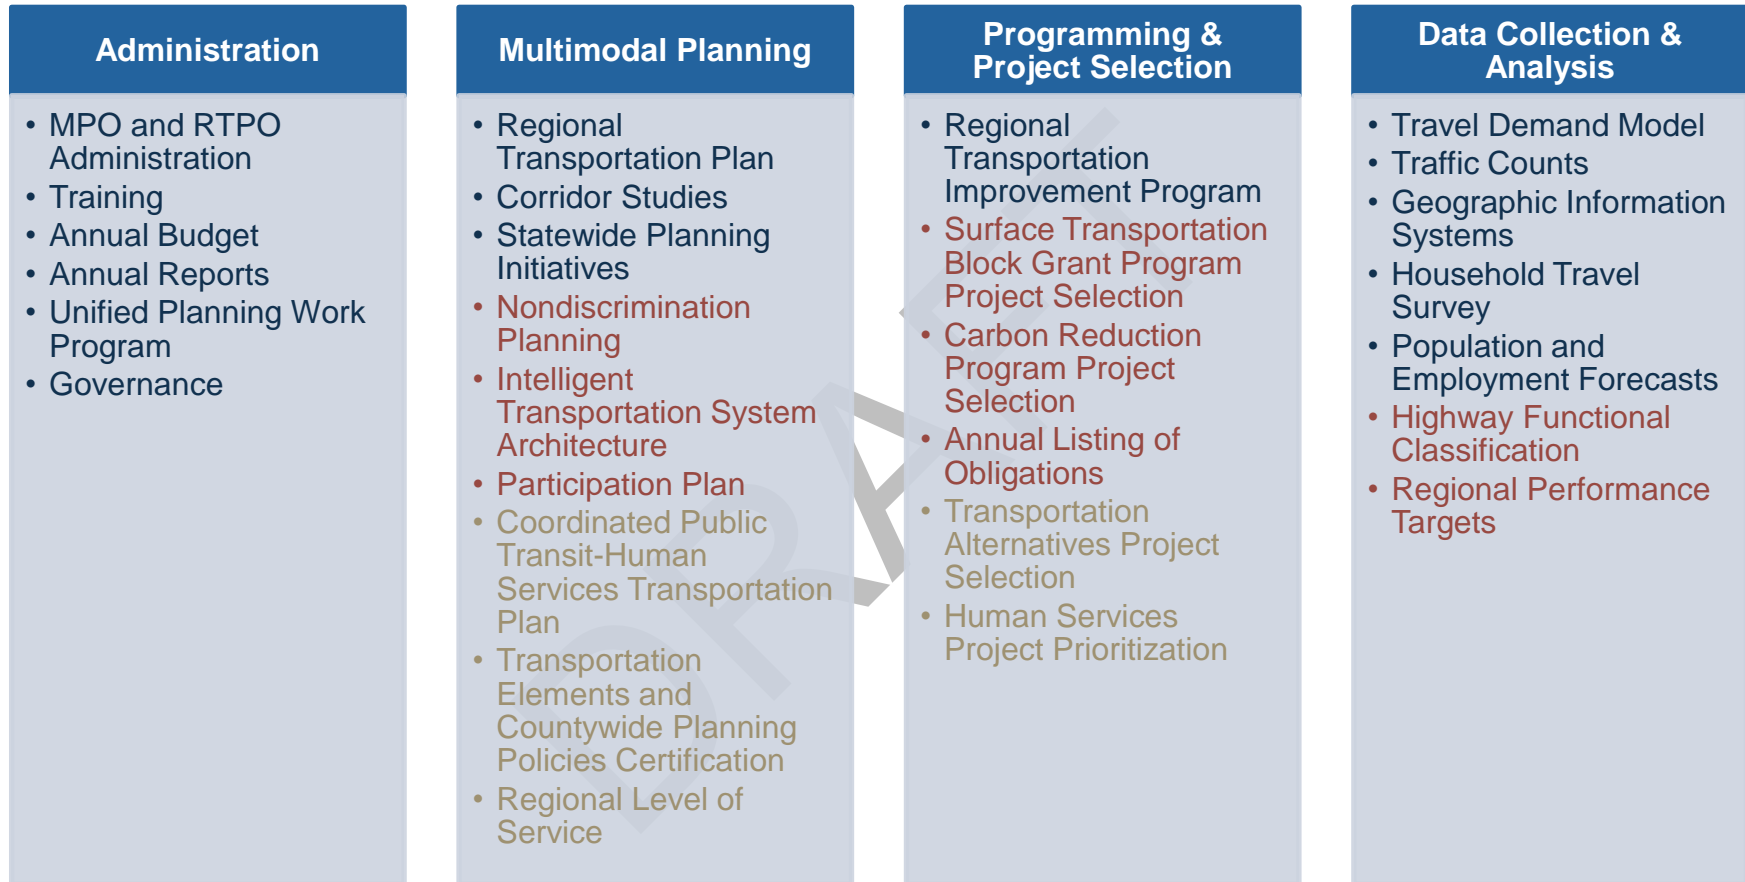 Administration
• MPO and RTPO
Administration
• Training
• Annual Budget
• Annual Reports
• Unified Planning Work
Program
• Governance
Multimodal Planning
• Regional
Transportation Plan
• Corridor Studies
• Statewide Planning
Initiatives
• Nondiscrimination
Planning
• Intelligent
Transportation System
Architecture
• Participation Plan
• Coordinated Public
Transit-Human
Services Transportation
Plan
• Transportation
Elements and
Countywide Planning
Policies Certification
• Regional Level of
Service
Programming &
Project Selection
• Regional
Transportation
Improvement Program
• Surface Transportation
Block Grant Program
Project Selection
• Carbon Reduction
Program Project
Selection
• Annual Listing of
Obligations
• Transportation
Alternatives Project
Selection
• Human Services
Project Prioritization
Data Collection &
Analysis
• Travel Demand Model
• Traffic Counts
• Geographic Information
Systems
• Household Travel
Survey
• Population and
Employment Forecasts
• Highway Functional
Classification
• Regional Performance
Targets
DRAFT